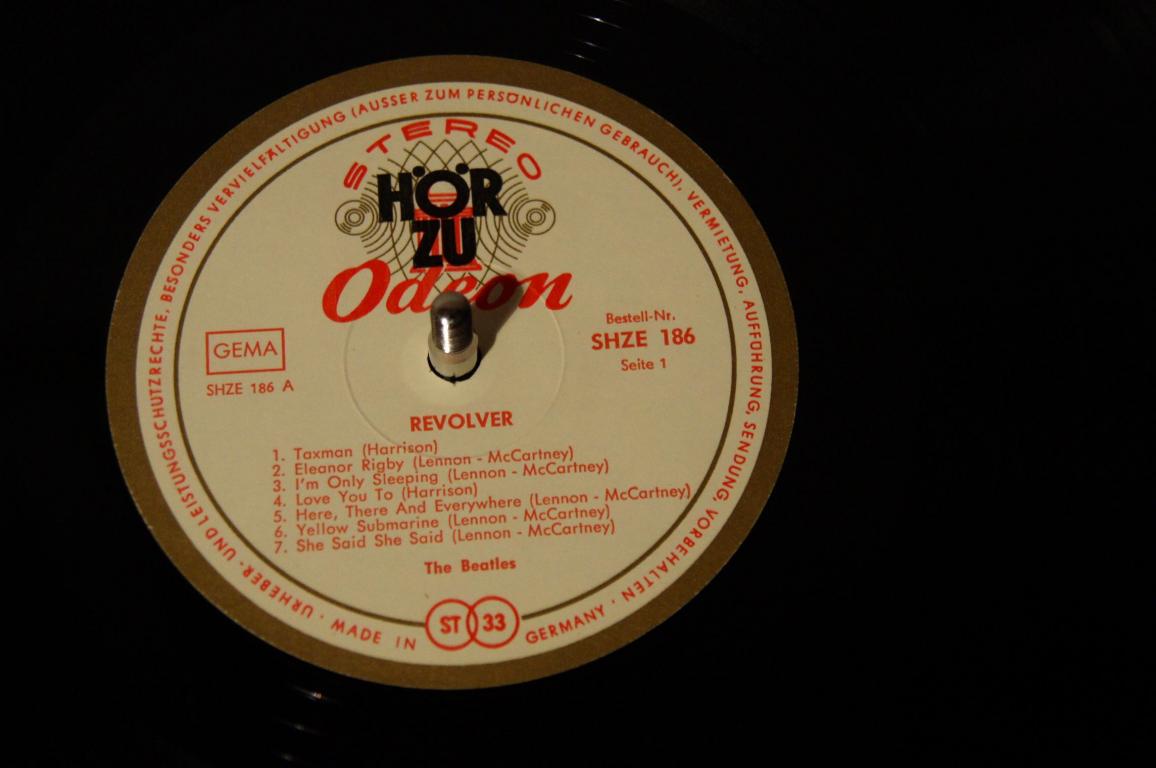 URHEBER- UND LEISTUNGSSCHUTZRECHTE, BESONDERS VERVIELFÄLTIGUNG (AUSSER ZUM PERSÖNLICHEN GEBRAUCH), VERMIETUNG, AUFFÜHRUNG, SENDUNG, VORBEHALTEN · MADE IN GERMANY ·
STEREO
HÖR
ZU
Odeon
GEMA
SHZE 186 A
Bestell-Nr.
SHZE 186
Seite 1
REVOLVER
1. Taxman (Harrison)
2. Eleanor Rigby (Lennon - McCartney)
3. I'm Only Sleeping (Lennon - McCartney)
4. Love You To (Harrison)
5. Here, There And Everywhere (Lennon - McCartney)
6. Yellow Submarine (Lennon - McCartney)
7. She Said She Said (Lennon - McCartney)
The Beatles
ST 33